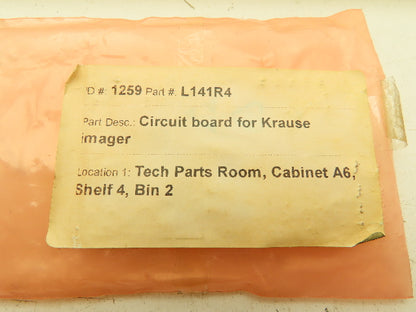 ID #: 1259 Part #: L141R4
Part Desc.: Circuit board for Krause
imager
Location 1: Tech Parts Room, Cabinet A6,
Shelf 4, Bin 2